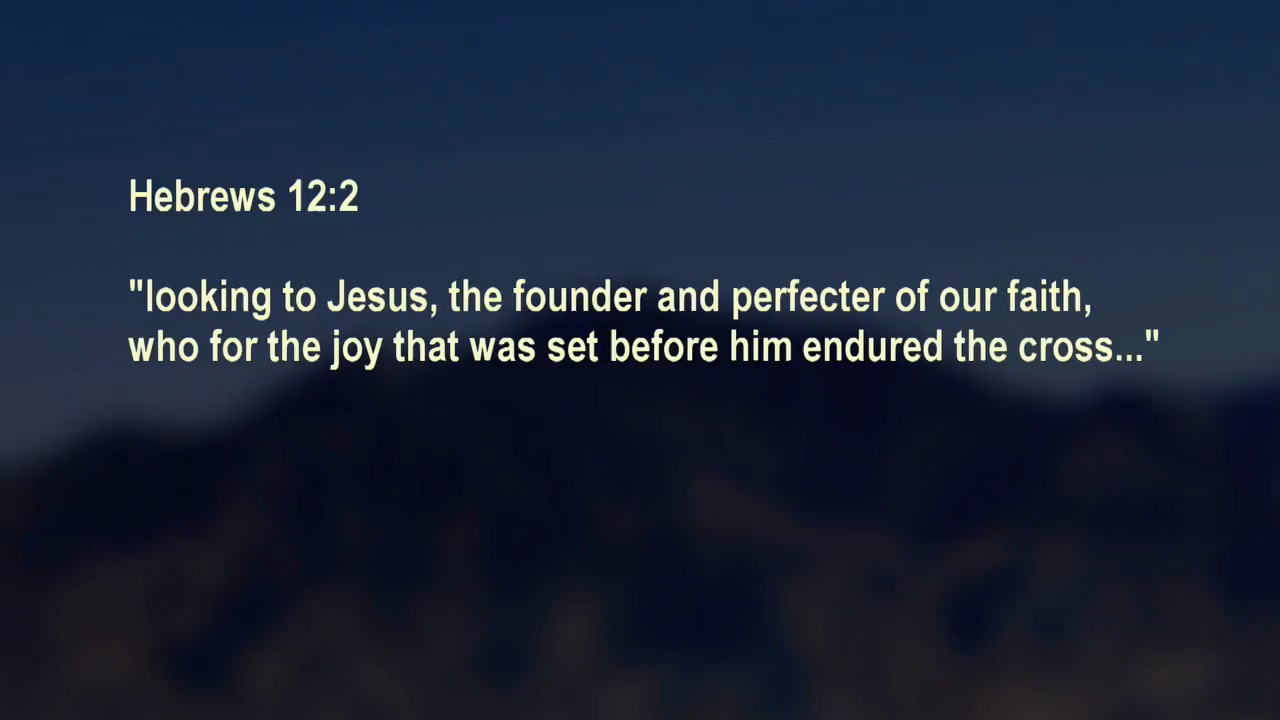 Hebrews 12:2
"looking to Jesus, the founder and perfecter of our faith,
who for the joy that was set before him endured the cross..."